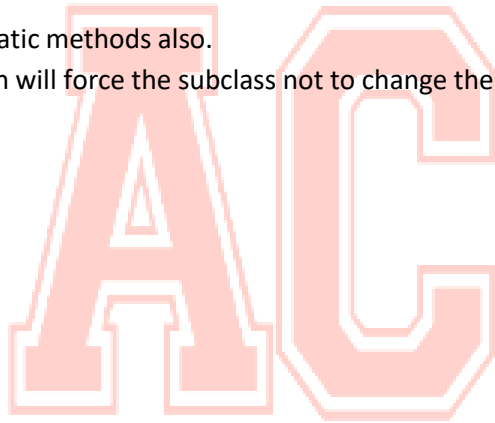 atic methods also.
n will force the subclass not to change the
AC